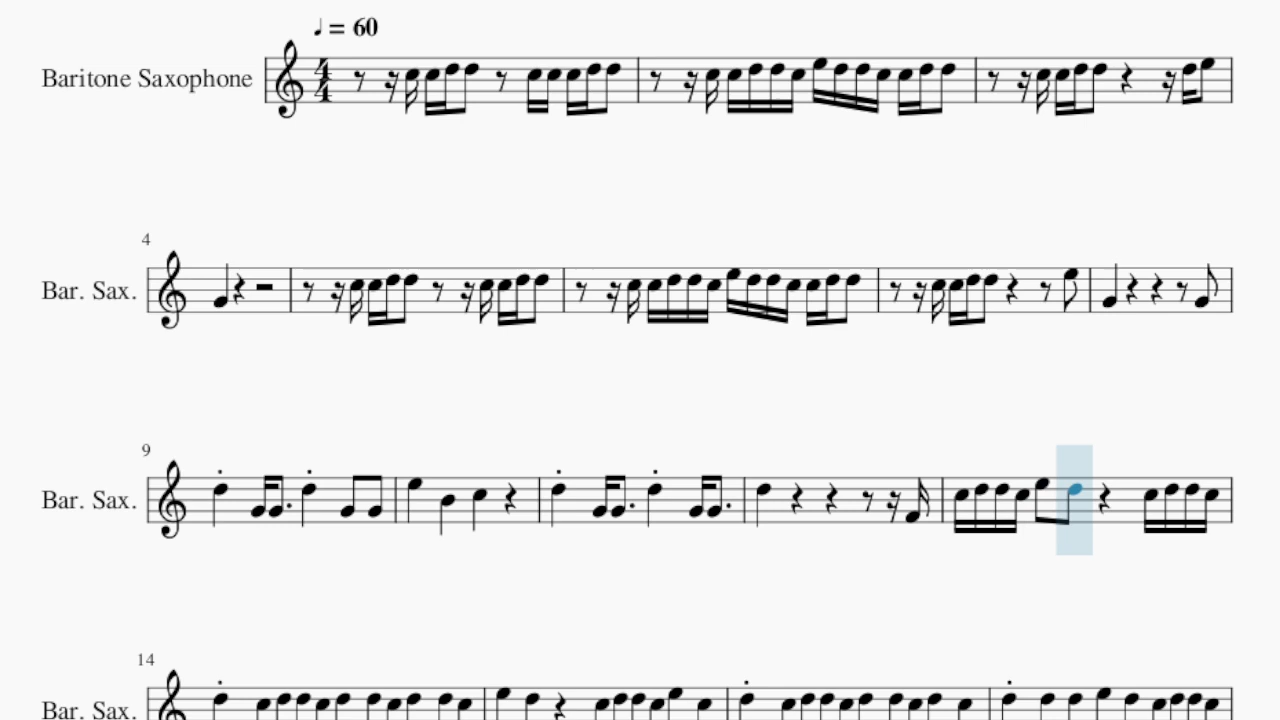 ♩ = 60
Baritone Saxophone
4
4
4
Bar. Sax.
9
Bar. Sax.
14
Bar. Sax.